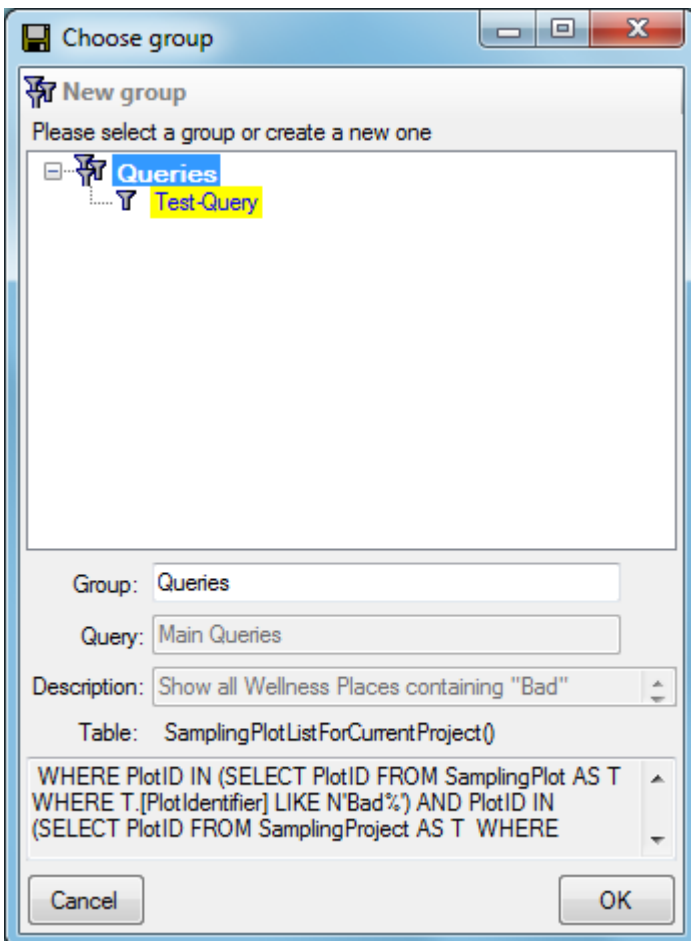 Choose group
New group
Please select a group or create a new one
Queries
Test-Query
Group: Queries
Query: Main Queries
Description: Show all Wellness Places containing "Bad"
Table: SamplingPlotListForCurrentProject()
WHERE PlotID IN (SELECT PlotID FROM SamplingPlot AS T
WHERE T.[PlotIdentifier] LIKE N'Bad%') AND PlotID IN
(SELECT PlotID FROM SamplingProject AS T WHERE
Cancel OK